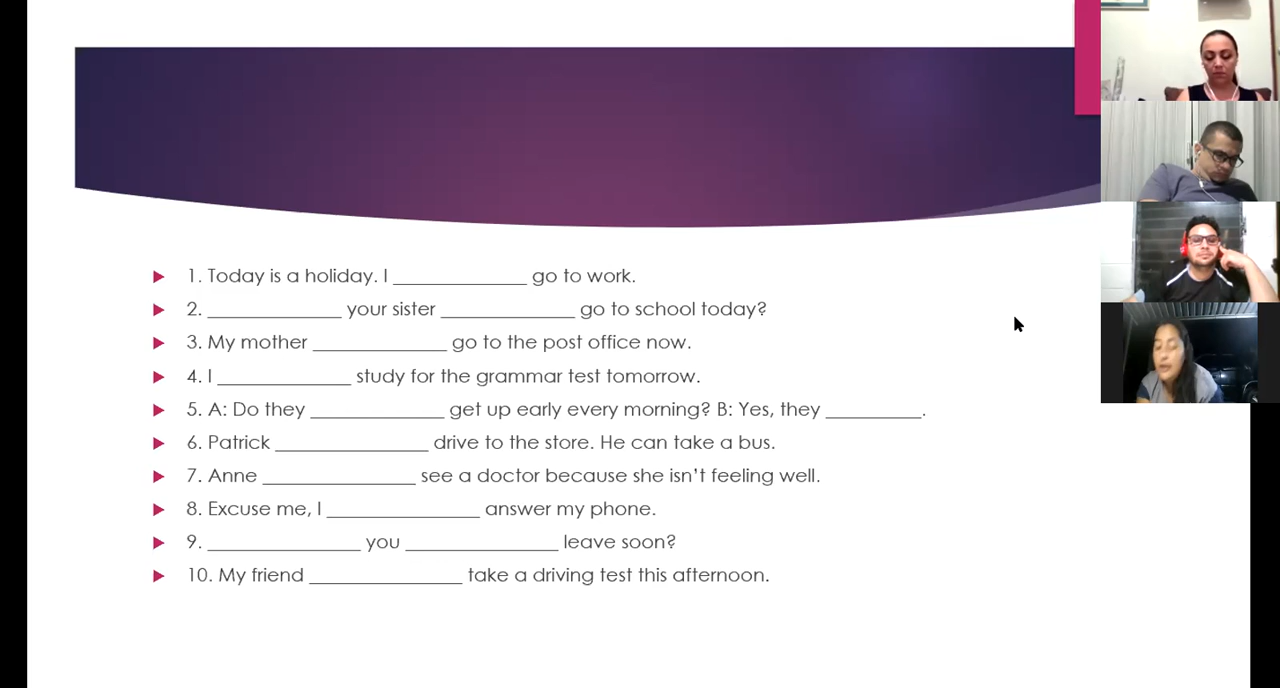 1. Today is a holiday. I ____________ go to work.
2. ____________ your sister ____________ go to school today?
3. My mother ____________ go to the post office now.
4. I ____________ study for the grammar test tomorrow.
5. A: Do they ____________ get up early every morning? B: Yes, they _________.
6. Patrick ______________ drive to the store. He can take a bus.
7. Anne ______________ see a doctor because she isn't feeling well.
8. Excuse me, I ______________ answer my phone.
9. ______________ you ______________ leave soon?
10. My friend ______________ take a driving test this afternoon.